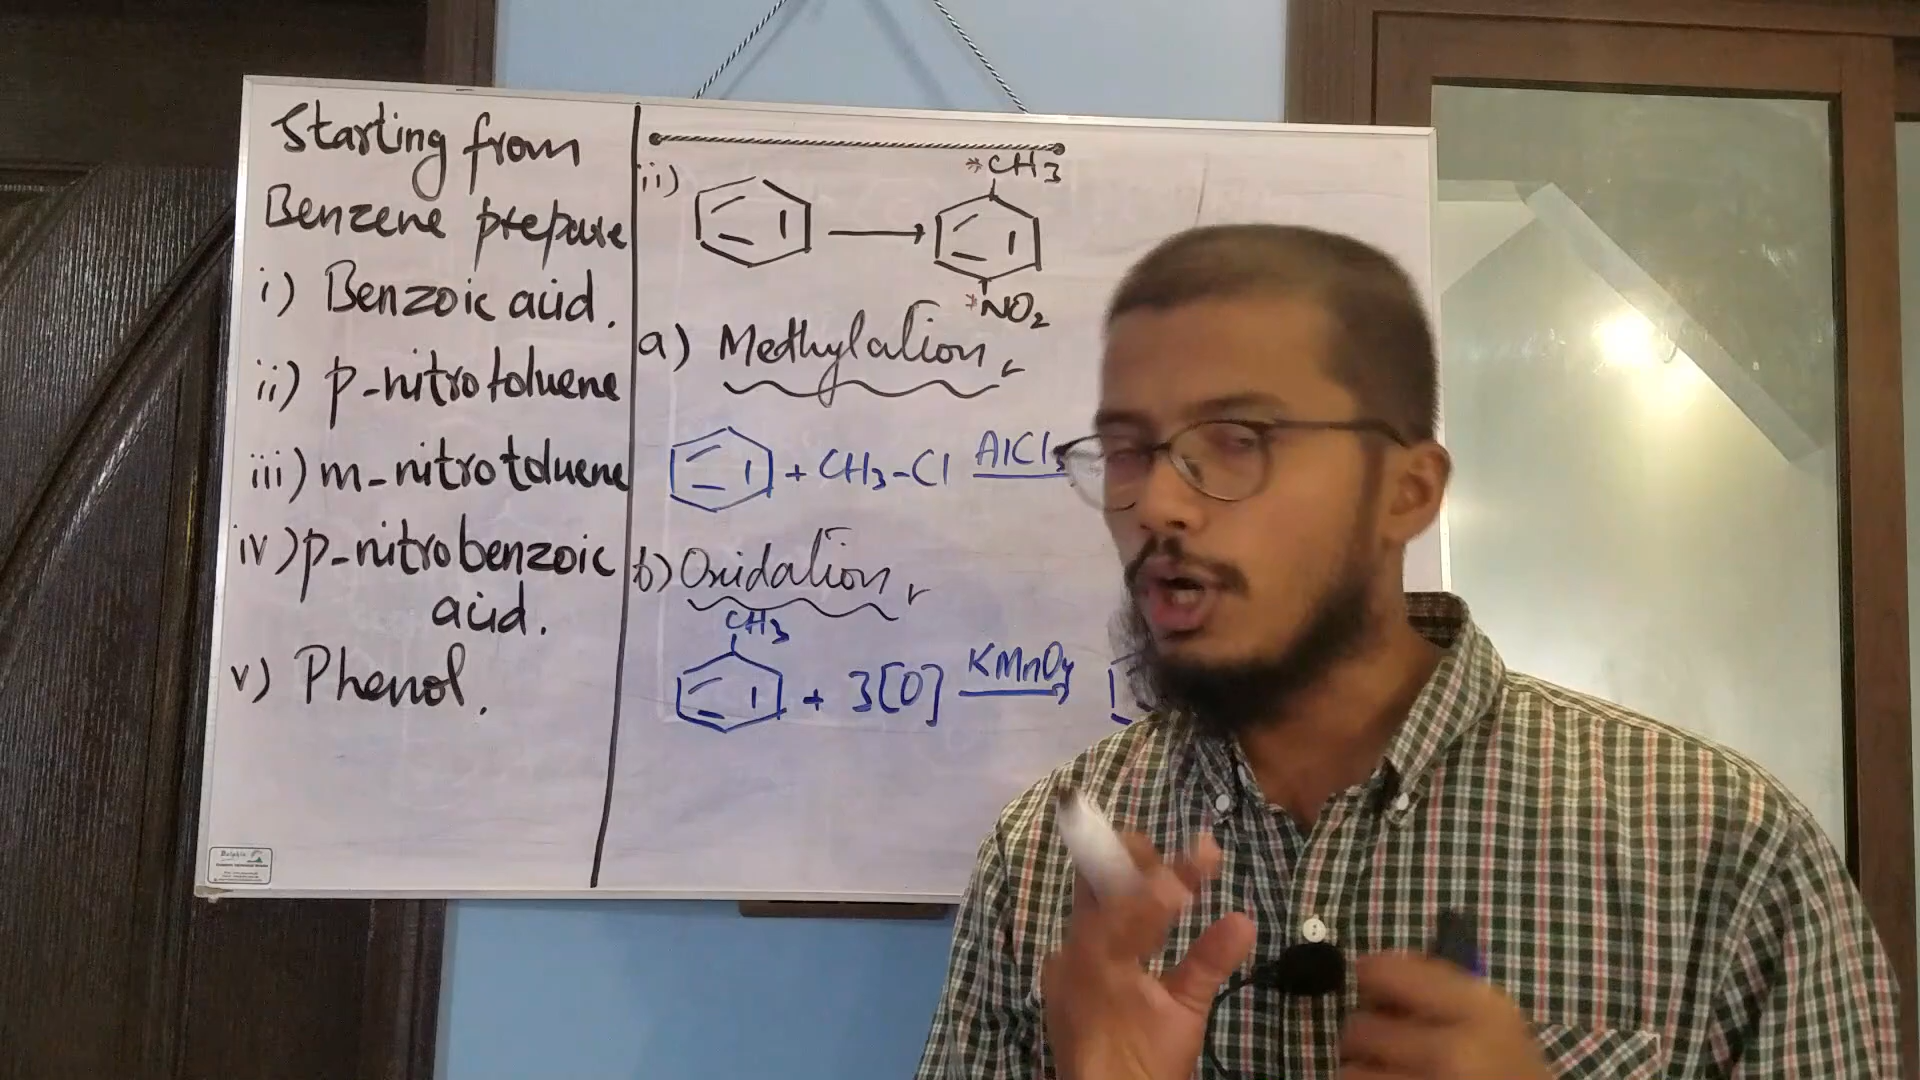 Starting from
Benzene prepare
i) Benzoic acid.
ii) p-nitrotoluene
iii) m-nitrotoluene
iv) p-nitrobenzoic
acid.
v) Phenol.
ii)
*CH3
*NO2
a) Methylation
+ CH3-Cl AlCl3
b) Oxidation
CH3
+ 3[O] KMnO4
Dolphin